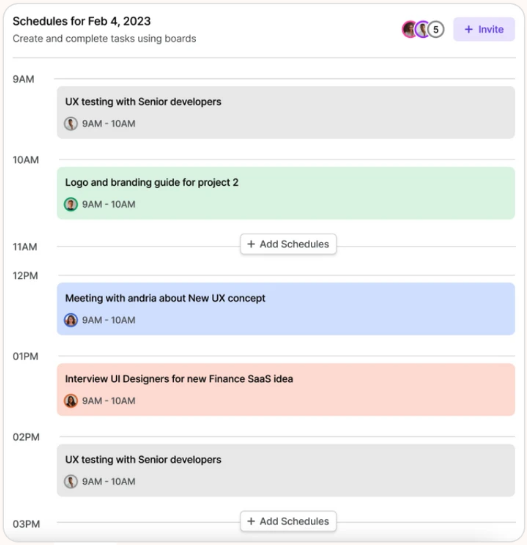 Schedules for Feb 4, 2023
Create and complete tasks using boards
5
+ Invite
9AM
UX testing with Senior developers
9AM - 10AM
10AM
Logo and branding guide for project 2
9AM - 10AM
11AM
+ Add Schedules
12PM
Meeting with andria about New UX concept
9AM - 10AM
01PM
Interview UI Designers for new Finance SaaS idea
9AM - 10AM
02PM
UX testing with Senior developers
9AM - 10AM
03PM
+ Add Schedules